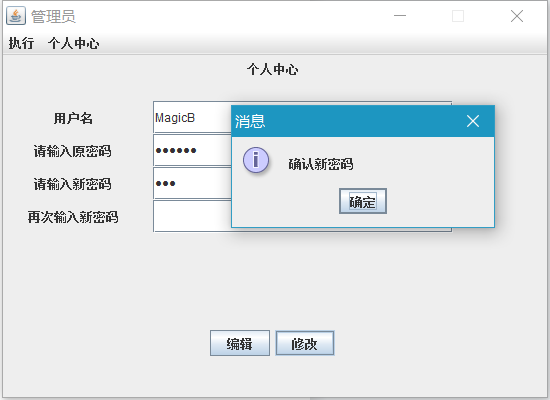 管理员
执行 个人中心
个人中心
用户名 MagicB
消息
请输入原密码 ●●●●●●
确认新密码
请输入新密码 ●●●
确定
再次输入新密码
编辑 修改